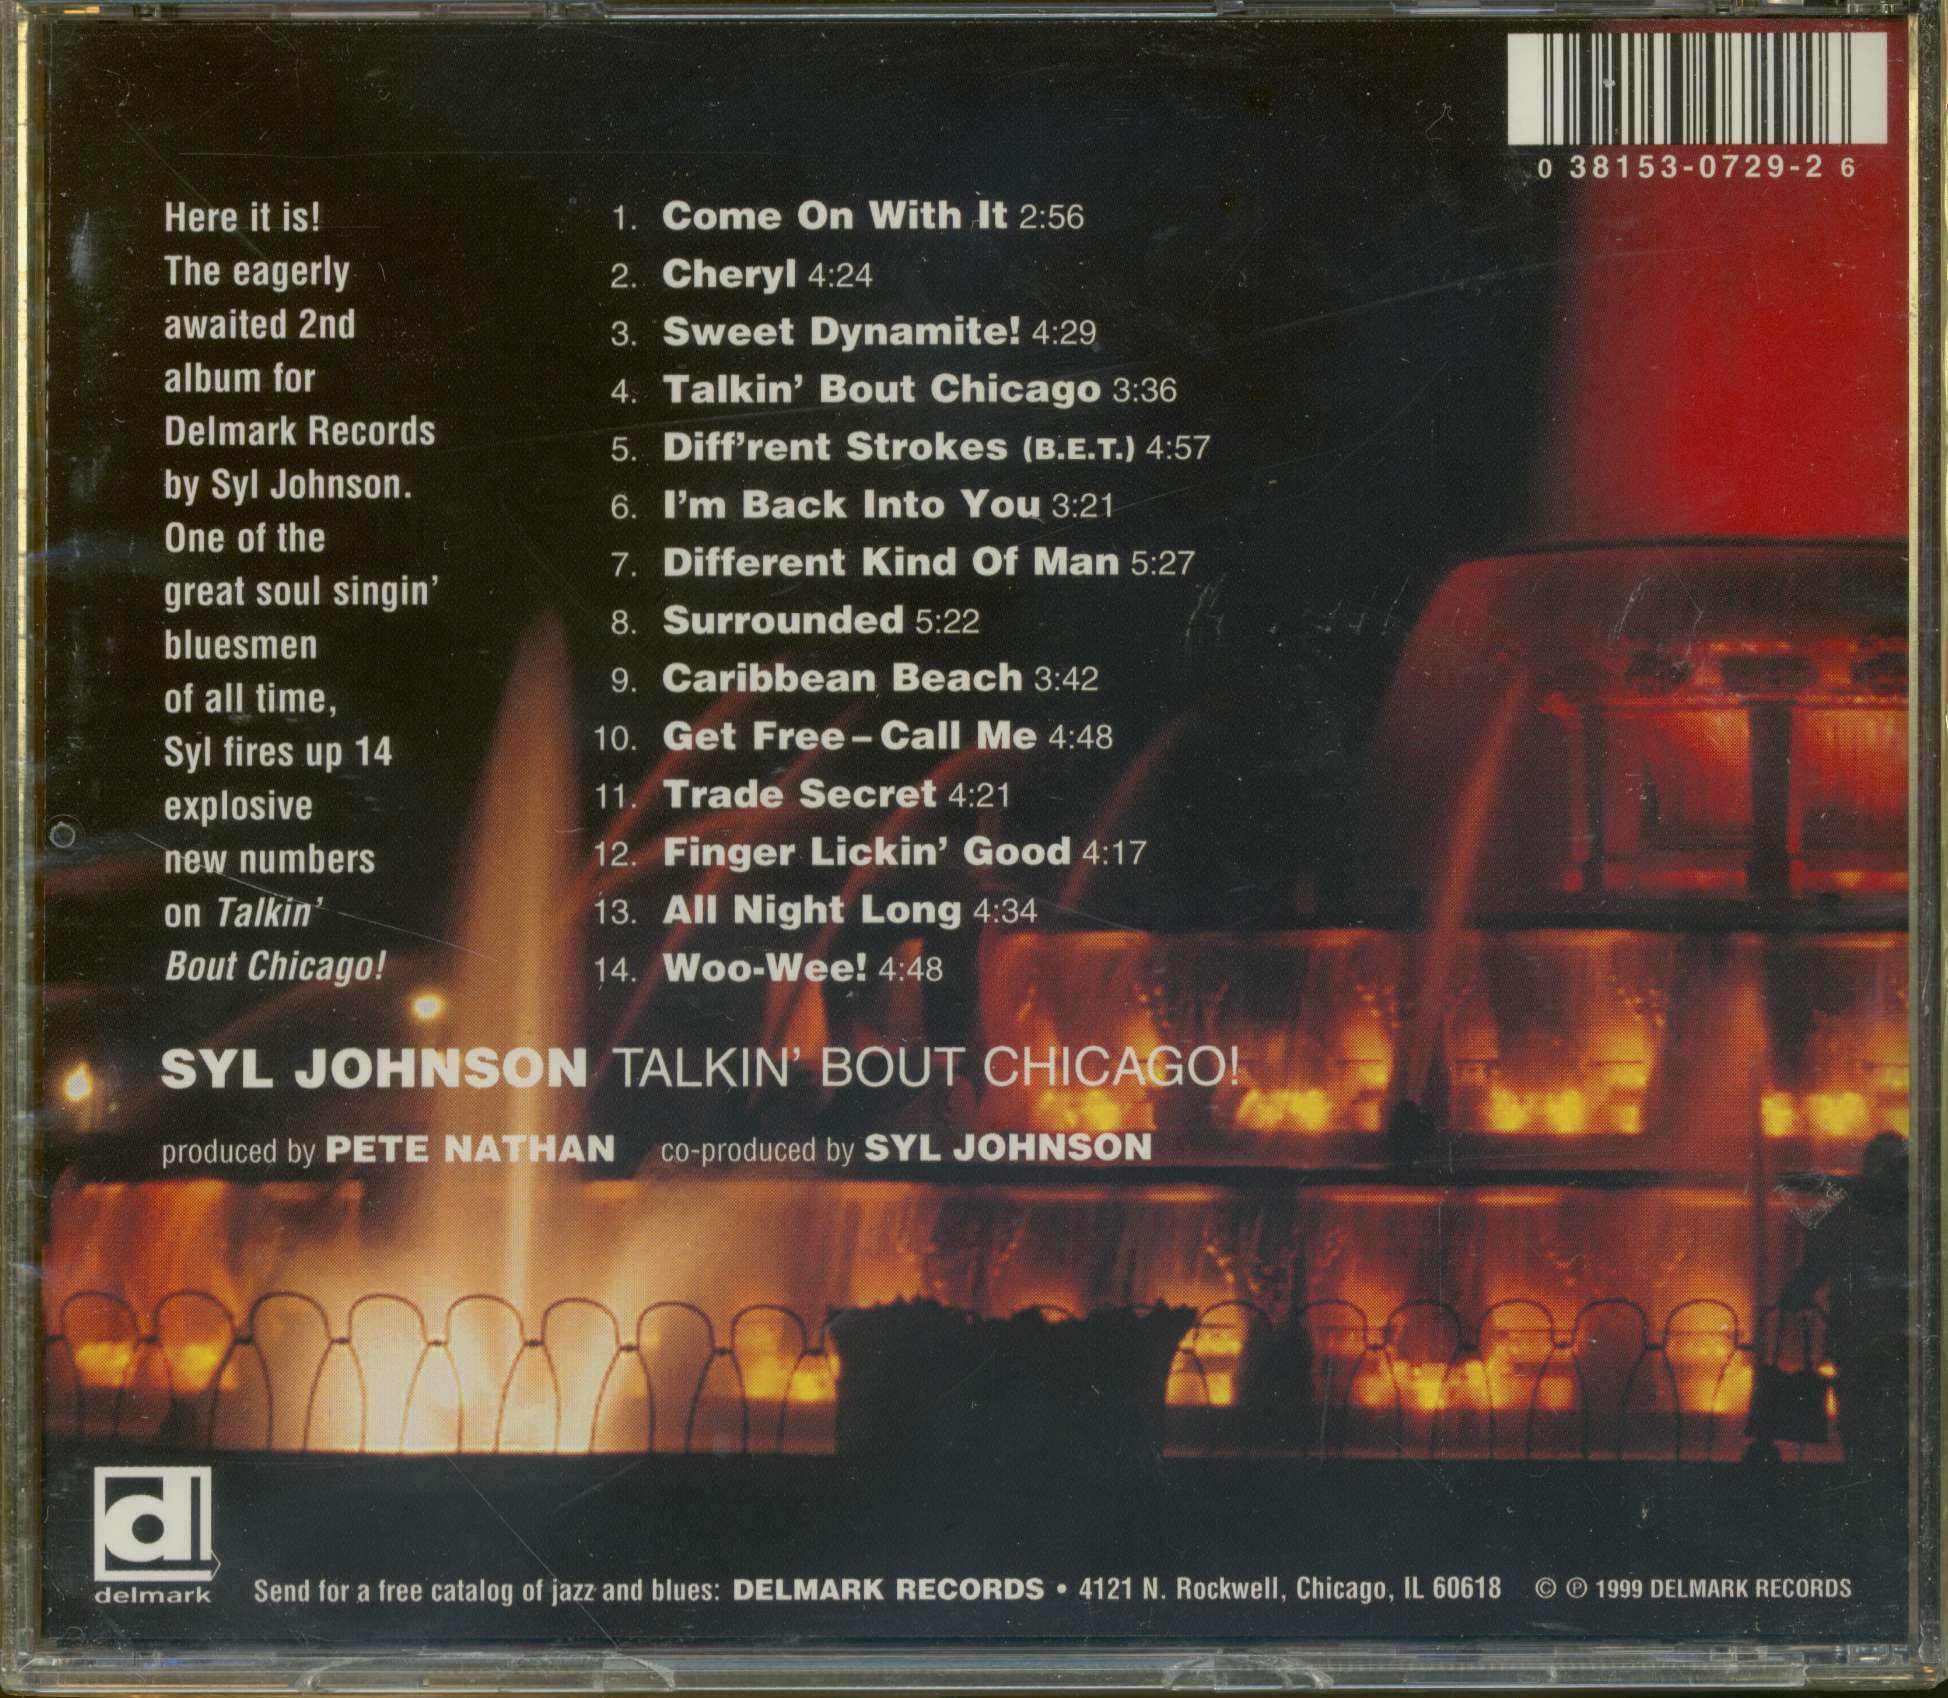 0 38153-0729-2 6
Here it is!
The eagerly
awaited 2nd
album for
Delmark Records
by Syl Johnson.
One of the
great soul singin’
bluesmen
of all time,
Syl fires up 14
explosive
new numbers
on Talkin’
Bout Chicago!
1. Come On With It 2:56
2. Cheryl 4:24
3. Sweet Dynamite! 4:29
4. Talkin’ Bout Chicago 3:36
5. Diff’rent Strokes (B.E.T.) 4:57
6. I’m Back Into You 3:21
7. Different Kind Of Man 5:27
8. Surrounded 5:22
9. Caribbean Beach 3:42
10. Get Free – Call Me 4:48
11. Trade Secret 4:21
12. Finger Lickin’ Good 4:17
13. All Night Long 4:34
14. Woo-Wee! 4:48
SYL JOHNSON TALKIN’ BOUT CHICAGO!
produced by PETE NATHAN co-produced by SYL JOHNSON
dl
delmark
Send for a free catalog of jazz and blues: DELMARK RECORDS • 4121 N. Rockwell, Chicago, IL 60618 © ℗ 1999 DELMARK RECORDS